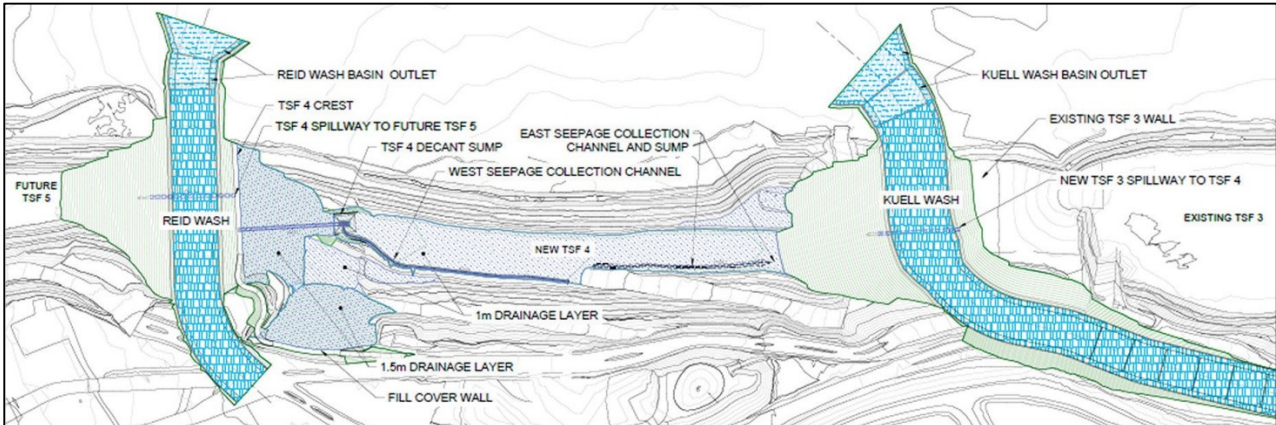 REID WASH BASIN OUTLET
KUELL WASH BASIN OUTLET
TSF 4 CREST
TSF 4 SPILLWAY TO FUTURE TSF 5
TSF 4 DECANT SUMP
EAST SEEPAGE COLLECTION
CHANNEL AND SUMP
EXISTING TSF 3 WALL
WEST SEEPAGE COLLECTION CHANNEL
NEW TSF 3 SPILLWAY TO TSF 4
FUTURE
TSF 5
REID WASH
KUELL WASH
EXISTING TSF 3
NEW TSF 4
1m DRAINAGE LAYER
1.5m DRAINAGE LAYER
FILL COVER WALL